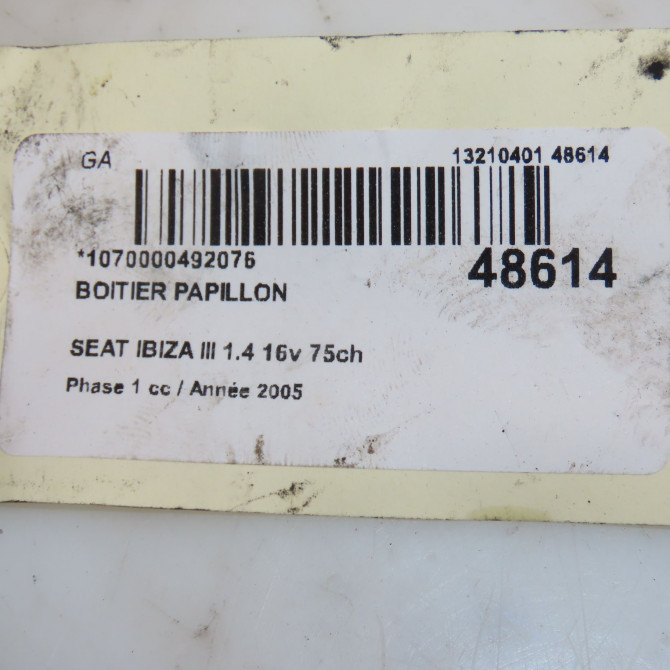 GA 13210401 48614
*1070000492076 48614
BOITIER PAPILLON
SEAT IBIZA III 1.4 16v 75ch
Phase 1 cc / Année 2005